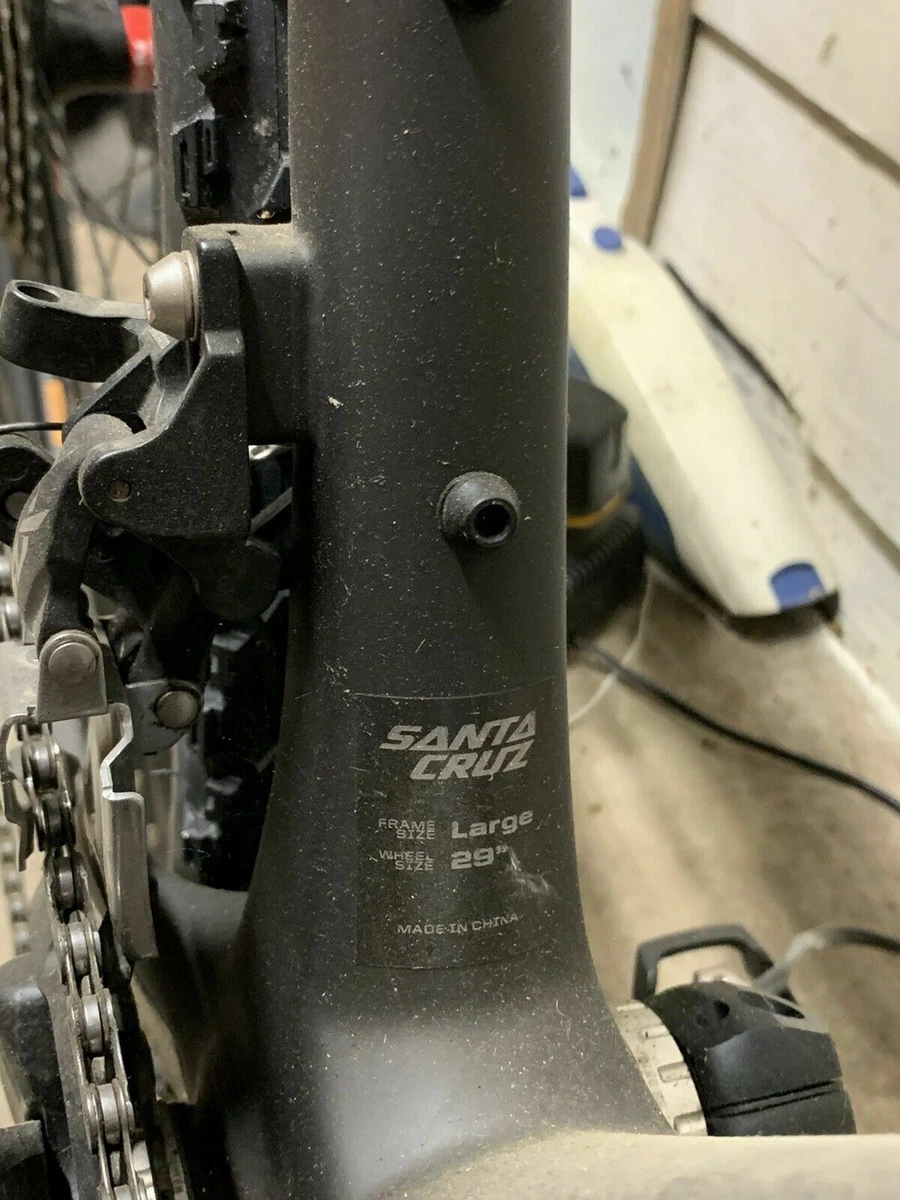 SANTA
CRUZ
FRAME
SIZE Large
WHEEL
SIZE 29"
MADE IN CHINA